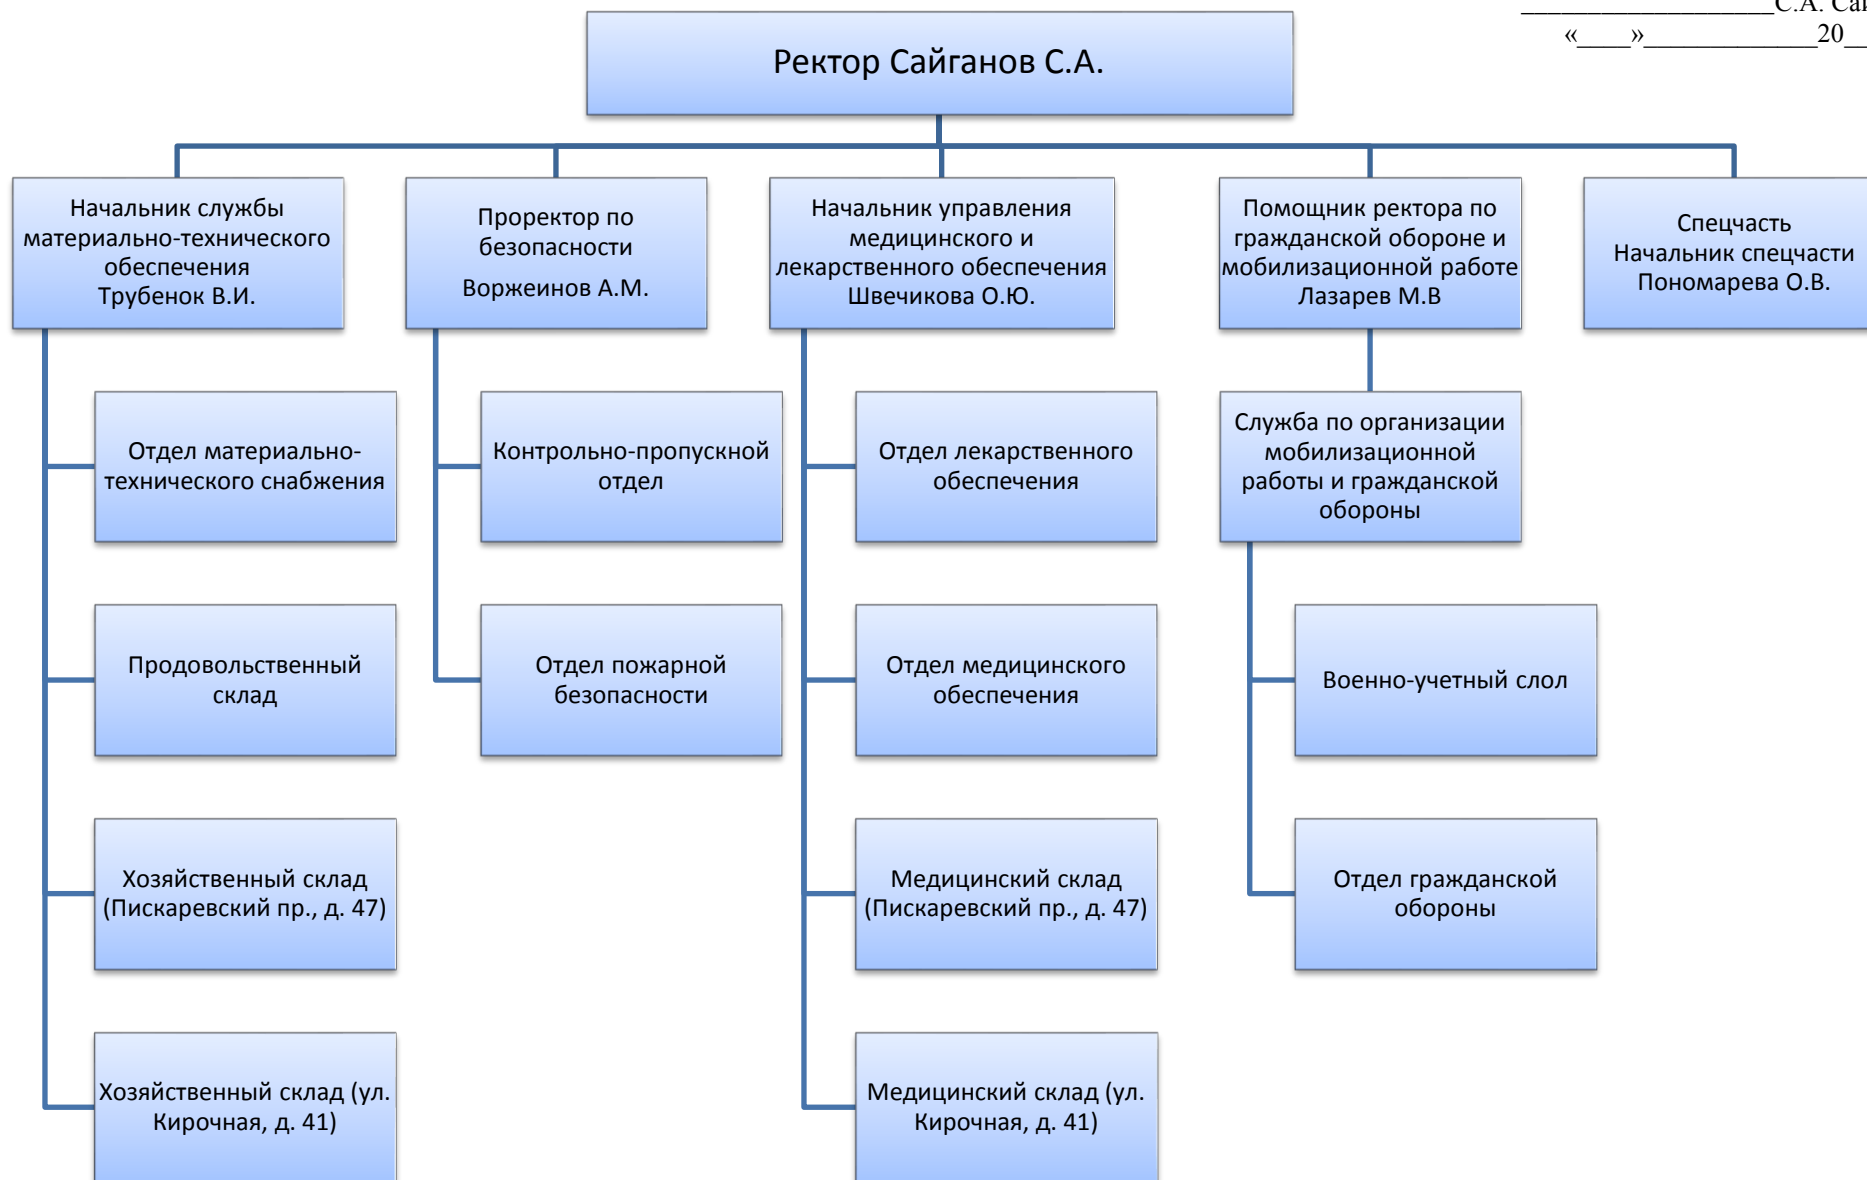 С.А. Сай
«____»_____________20__
Ректор Сайганов С.А.
Начальник службы
материально-технического
обеспечения
Трубенок В.И.
Проректор по
безопасности
Воржеинов А.М.
Начальник управления
медицинского и
лекарственного обеспечения
Швечикова О.Ю.
Помощник ректора по
гражданской обороне и
мобилизационной работе
Лазарев М.В
Спецчасть
Начальник спецчасти
Пономарева О.В.
Отдел материально-
технического снабжения
Контрольно-пропускной
отдел
Отдел лекарственного
обеспечения
Служба по организации
мобилизационной
работы и гражданской
обороны
Продовольственный
склад
Отдел пожарной
безопасности
Отдел медицинского
обеспечения
Военно-учетный слол
Хозяйственный склад
(Пискаревский пр., д. 47)
Медицинский склад
(Пискаревский пр., д. 47)
Отдел гражданской
обороны
Хозяйственный склад (ул.
Кирочная, д. 41)
Медицинский склад (ул.
Кирочная, д. 41)